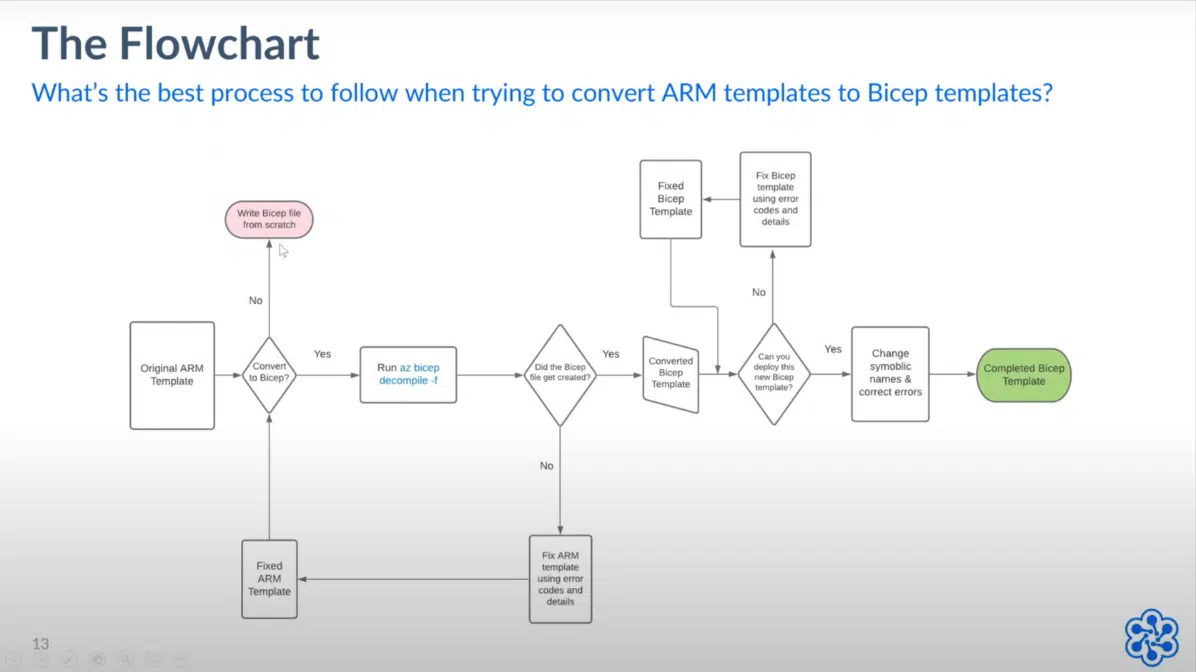 The Flowchart
What's the best process to follow when trying to convert ARM templates to Bicep templates?
Write Bicep file
from scratch
No
Original ARM
Template
Convert
to Bicep?
Yes
Run az bicep
decompile -f
Did the Bicep
file get created?
Yes
Converted
Bicep
Template
Fixed
Bicep
Template
Fix Bicep
template
using error
codes and
details
No
Can you
deploy this
new Bicep
template?
Yes
Change
symoblic
names &
correct errors
Completed Bicep
Template
No
Fixed
ARM
Template
Fix ARM
template
using error
codes and
details
13